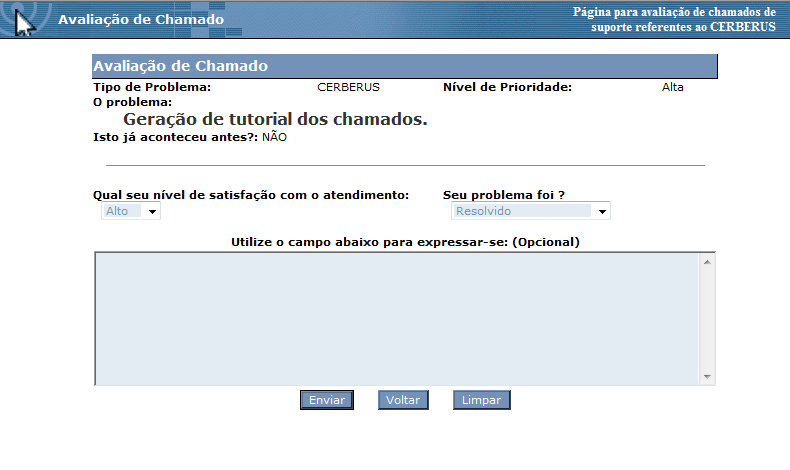 Avaliação de Chamado
Página para avaliação de chamados de
suporte referentes ao CERBERUS
Avaliação de Chamado
Tipo de Problema: CERBERUS Nível de Prioridade: Alta
O problema:
Geração de tutorial dos chamados.
Isto já aconteceu antes?: NÃO
Qual seu nível de satisfação com o atendimento: Seu problema foi ?
Alto Resolvido
Utilize o campo abaixo para expressar-se: (Opcional)
Enviar Voltar Limpar